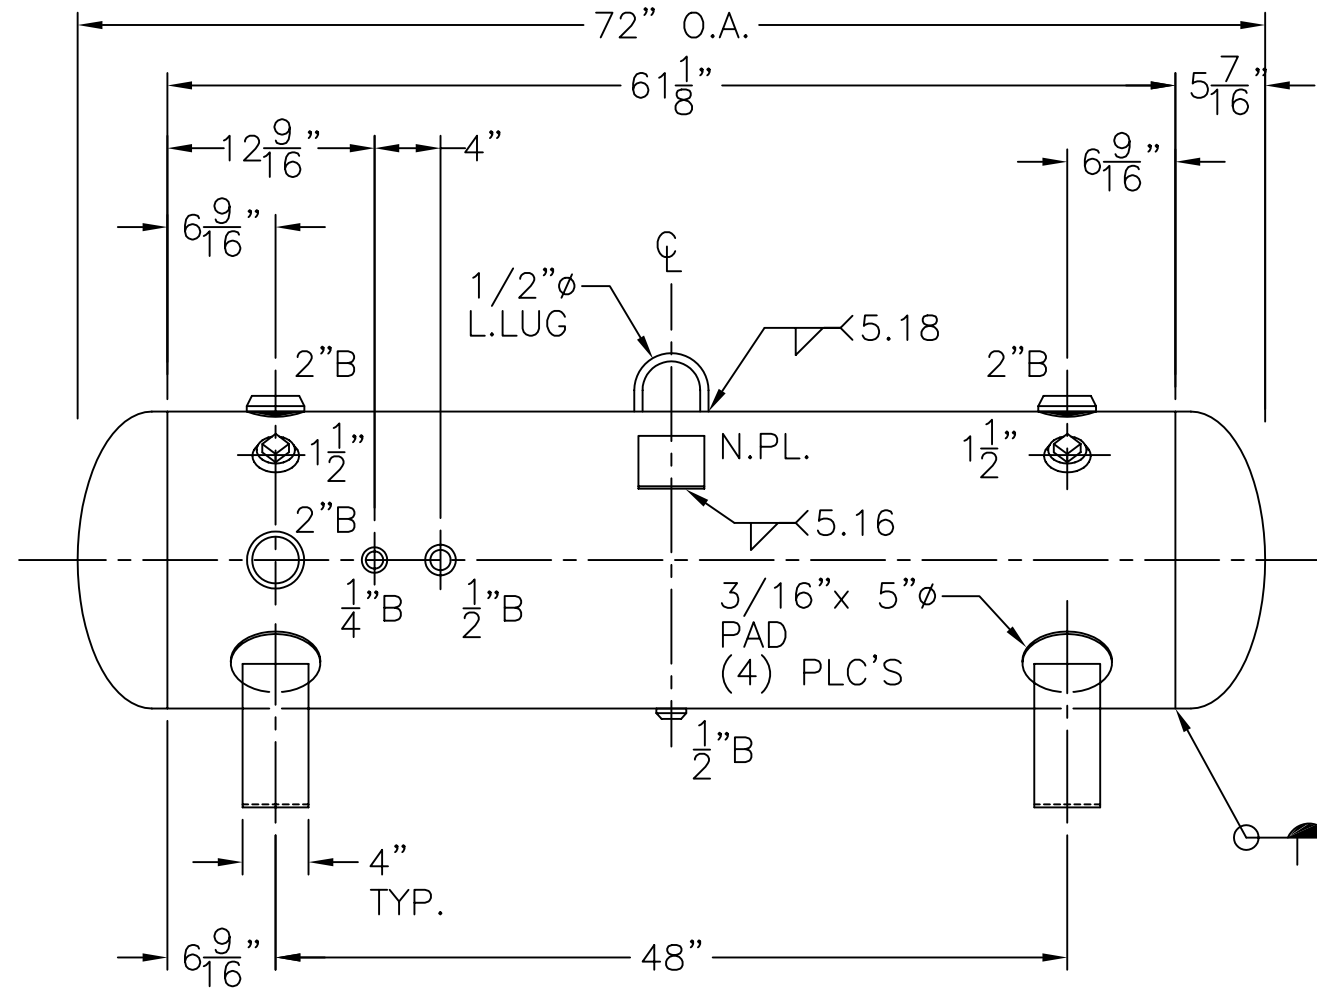 72” O.A.
61 1/8”
5 7/16”
12 9/16”
4”
6 9/16”
6 9/16”
℄
1/2”ϕ
L.LUG
5.18
2”B
2”B
N.PL.
1 1/2”
1 1/2”
2”B
5.16
1/4”B
1/2”B
3/16”x 5”ϕ
PAD
(4) PLC’S
1/2”B
4”
TYP.
6 9/16”
48”